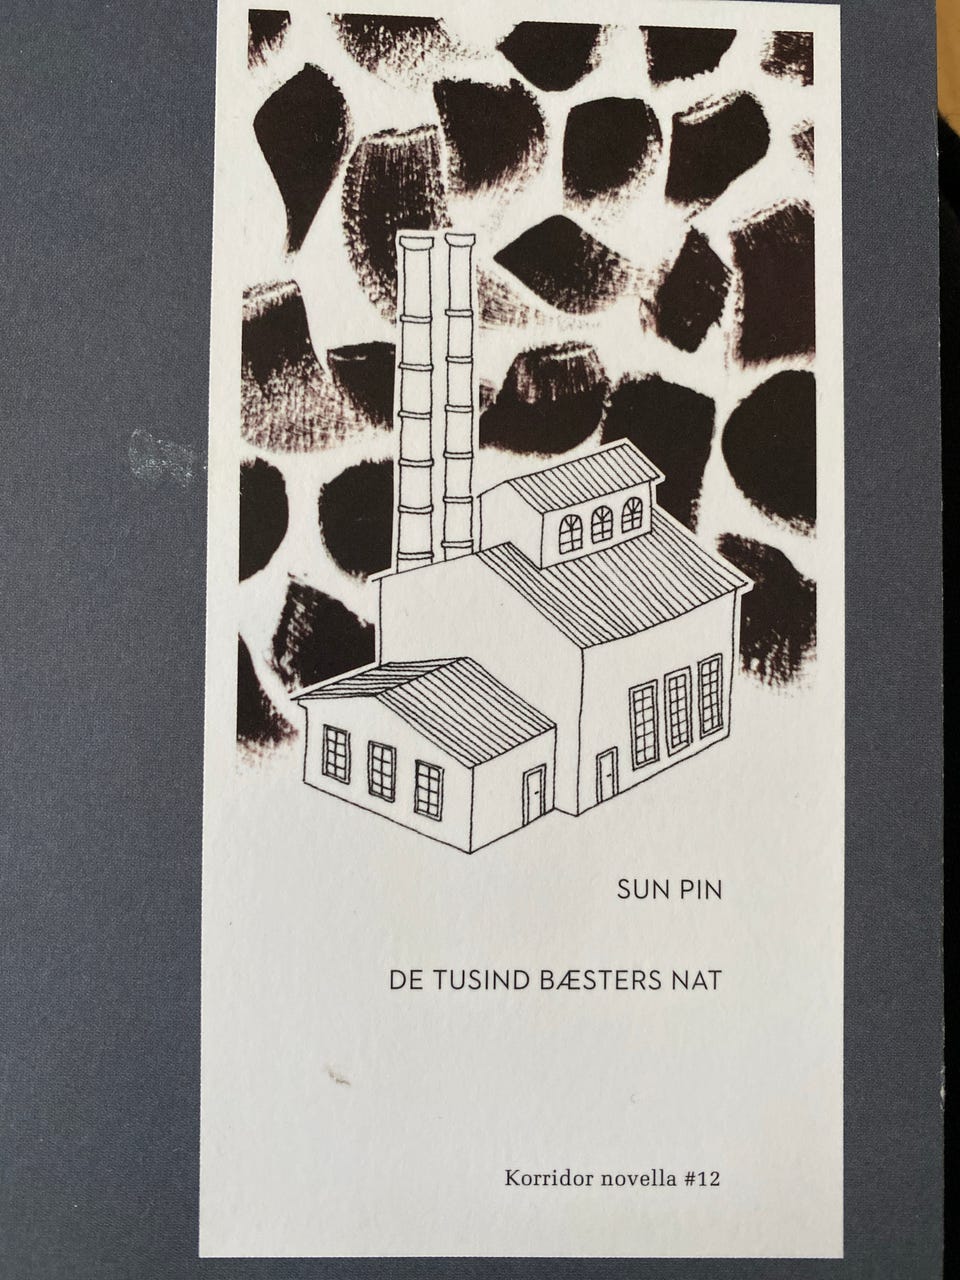 SUN PIN
DE TUSIND BÆSTERS NAT
Korridor novella #12